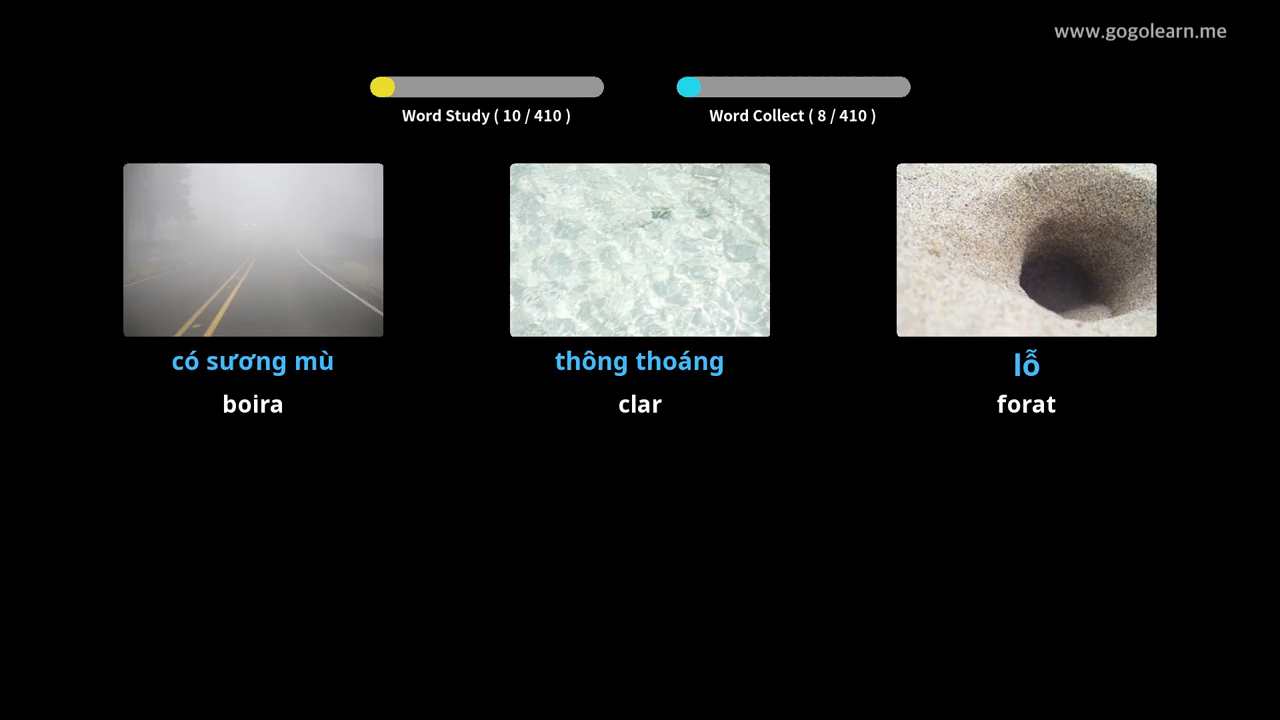 www.gogolearn.me
Word Study ( 10 / 410 )
Word Collect ( 8 / 410 )
có sương mù
boira
thông thoáng
clar
lỗ
forat